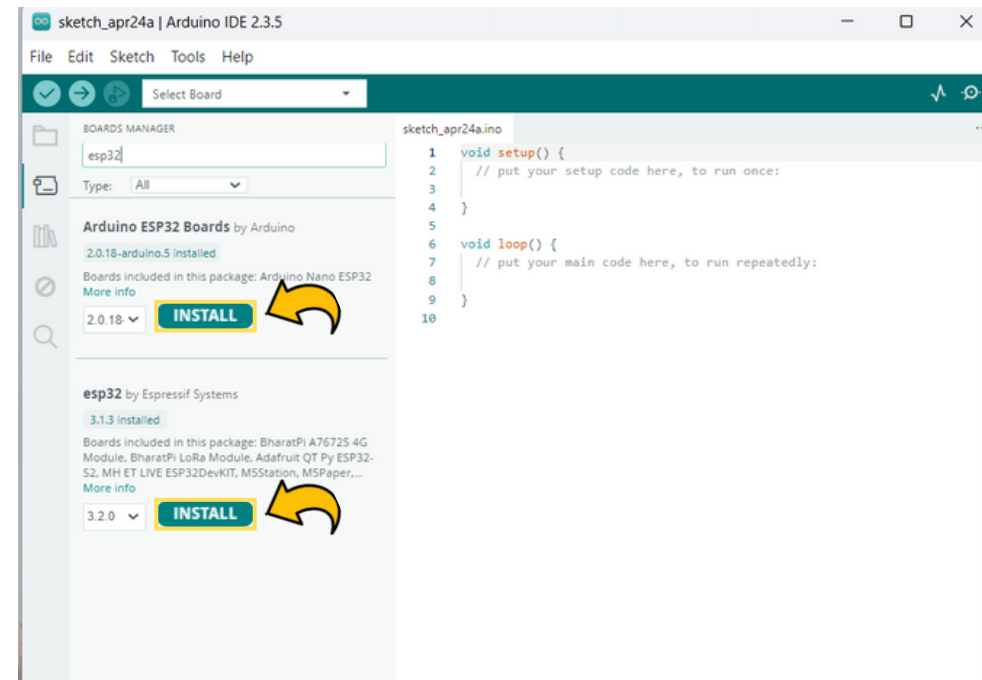 sketch_apr24a | Arduino IDE 2.3.5
File Edit Sketch Tools Help
Select Board
BOARDS MANAGER
esp32
Type: All
Arduino ESP32 Boards by Arduino
2.0.18-arduino.5 installed
Boards included in this package: Arduino Nano ESP32
More info
2.0.18-
INSTALL
esp32 by Espressif Systems
3.1.3 installed
Boards included in this package: BharatPi A7672S 4G
Module, BharatPi LoRa Module, Adafruit QT Py ESP32-
S2, MH ET LIVE ESP32DevKIT, M5Station, M5Paper,...
More info
3.2.0
INSTALL
sketch_apr24a.ino
1 void setup() {
2 // put your setup code here, to run once:
3
4 }
5
6 void loop() {
7 // put your main code here, to run repeatedly:
8
9 }
10